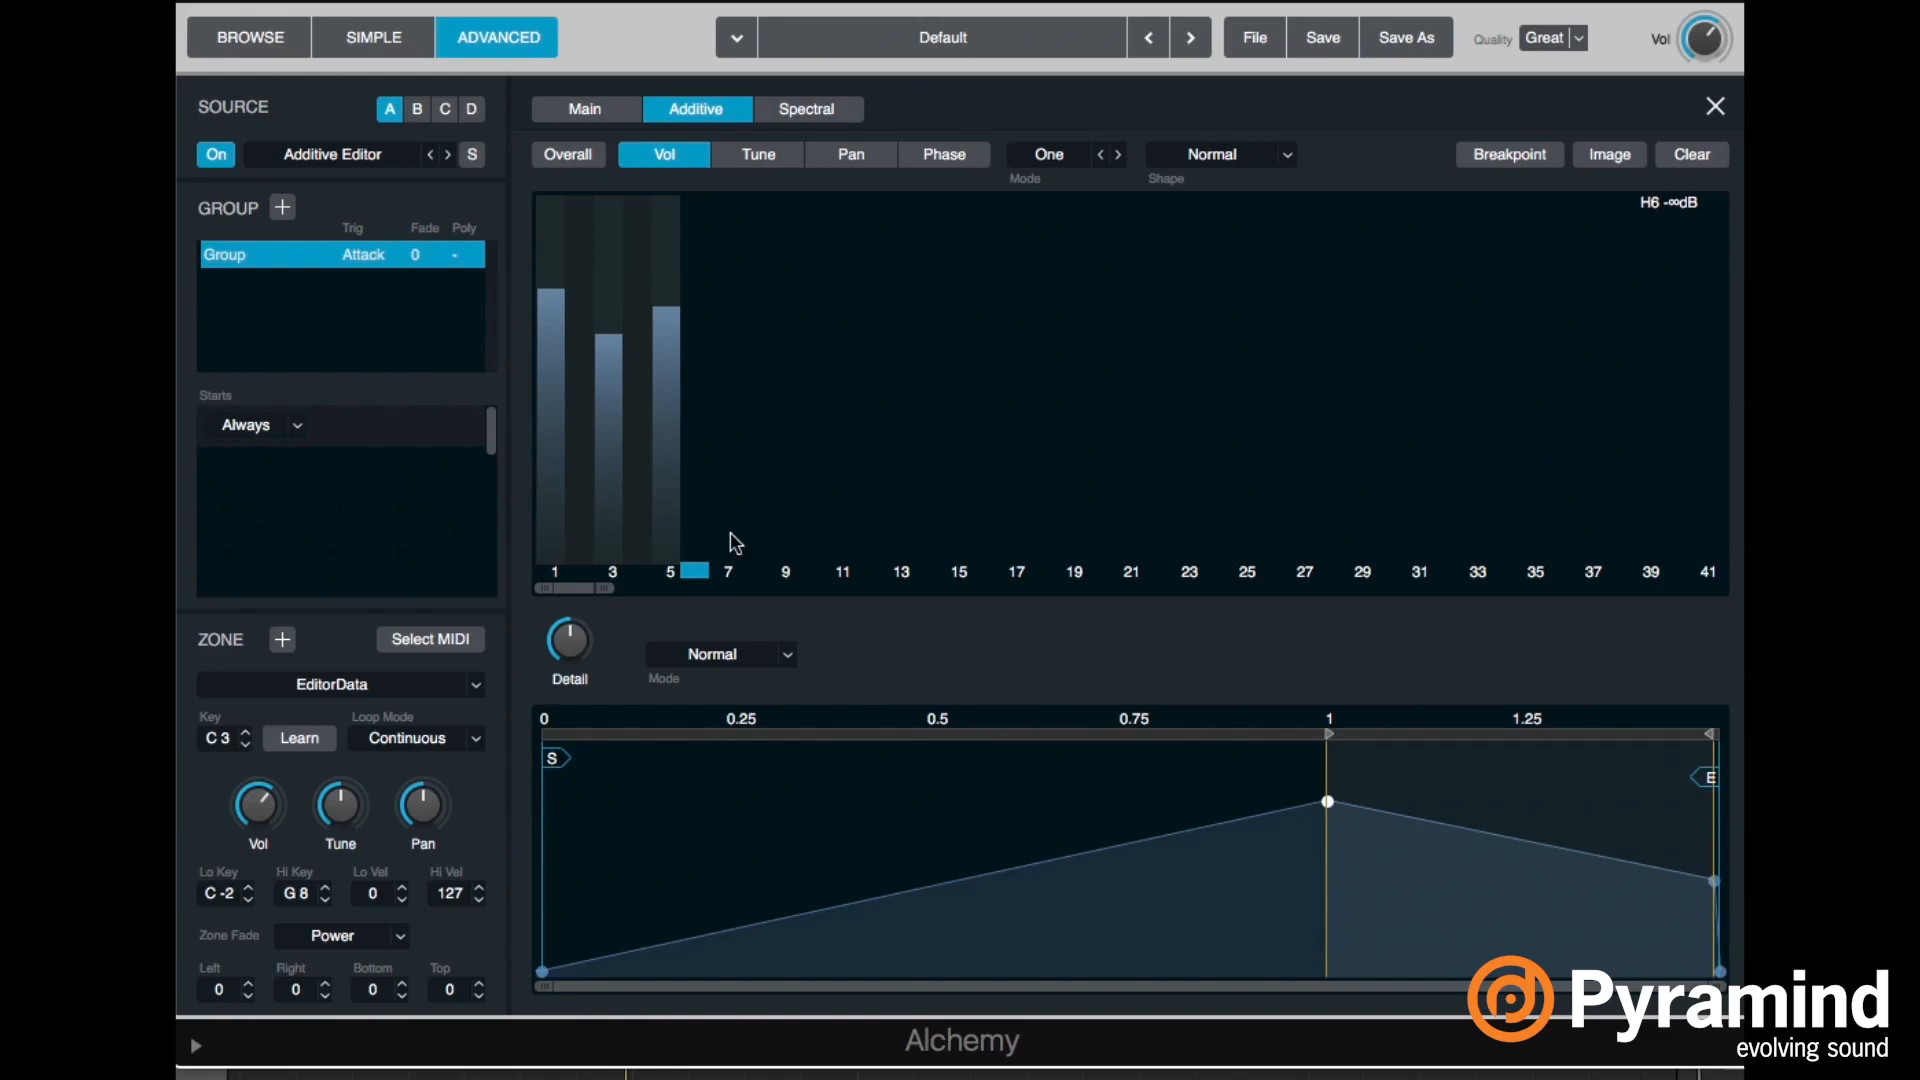 BROWSE SIMPLE ADVANCED Default File Save Save As Quality Great Vol
SOURCE A B C D
Main Additive Spectral
On Additive Editor S
Overall Vol Tune Pan Phase One Normal Breakpoint Image Clear
Mode Shape
H6 -∞dB
GROUP
Trig Fade Poly
Group Attack 0 -
Starts
Always
1 3 5 7 9 11 13 15 17 19 21 23 25 27 29 31 33 35 37 39 41
ZONE Select MIDI
Normal
Detail Mode
EditorData
Key Loop Mode
C 3 Learn Continuous
0 0.25 0.5 0.75 1 1.25
S
E
Vol Tune Pan
Lo Key Hi Key Lo Vel Hi Vel
C -2 G 8 0 127
Zone Fade Power
Left Right Bottom Top
0 0 0 0
Alchemy
Pyramind
evolving sound